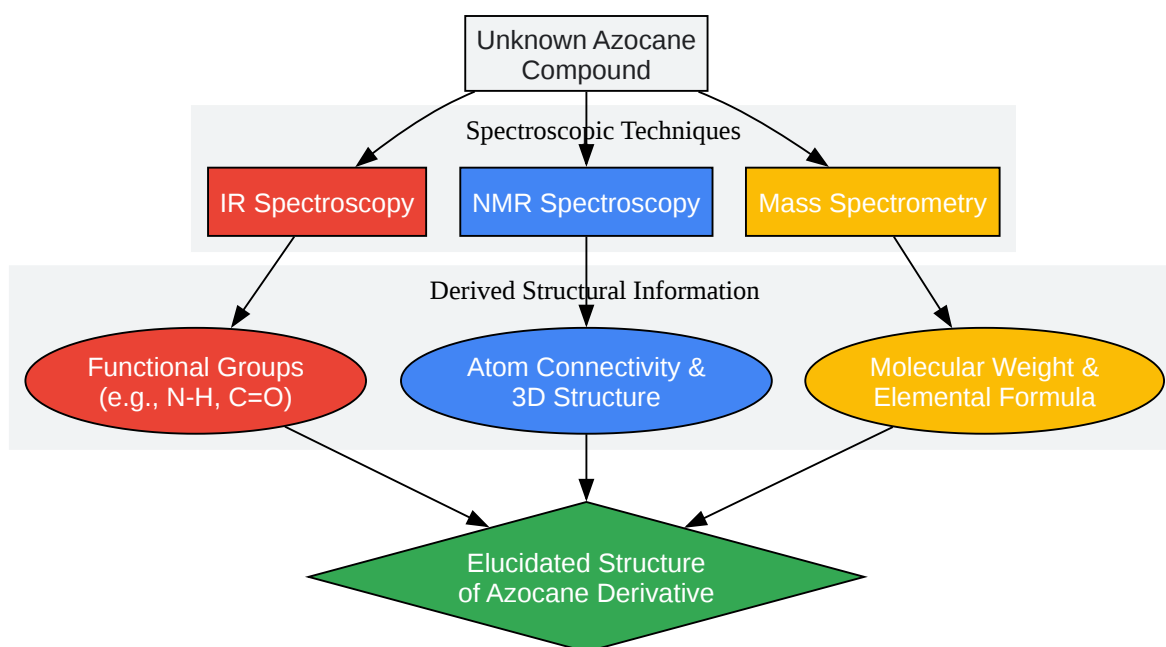 Unknown Azocane
Compound
Spectroscopic Techniques
IR Spectroscopy
NMR Spectroscopy
Mass Spectrometry
Derived Structural Information
Functional Groups
(e.g., N-H, C=O)
Atom Connectivity &
3D Structure
Molecular Weight &
Elemental Formula
Elucidated Structure
of Azocane Derivative